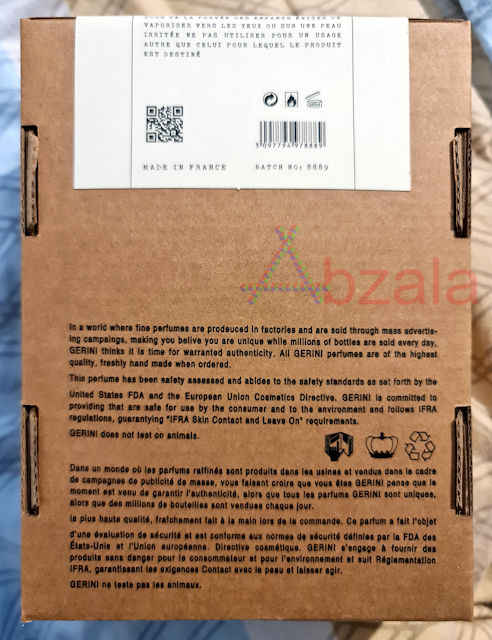 HORS DE LA PORTÉE DES ENFANTS ÉVITER DE
VAPORISER VERS LES YEUX OU SUR UNE PEAU
IRRITÉE NE PAS UTILISER POUR UN USAGE
AUTRE QUE CELUI POUR LEQUEL LE PRODUIT
EST DESTINÉ
3 097794 978889
MADE IN FRANCE BATCH NO: 8889
Abzala
In a world where fine perfumes are prodeuced in factories and are sold through mass advertis-
ing campaings, making you belive you are unique while millions of bottles are sold every day,
GERINI thinks it is time for warranted authenticity. All GERINI perfumes are of the highest
quality, freshly hand made when ordered.
This perfume has been safety assessed and abides to the safety standards as set forth by the
United States FDA and the European Union Cosmetics Directive. GERINI is committed to
providing that are safe for use by the consumer and to the environment and follows IFRA
regulations, guarantying "IFRA Skin Contact and Leave On" requirements.
GERINI does not test on animals.
Dans un monde où les parfums raffinés sont produits dans les usines et vendus dans le cadre
de campagnes de publicité de masse, vous faisant croire que vous êtes GERINI pense que le
moment est venu de garantir l'authenticité, alors que tous les parfums GERINI sont uniques,
alors que des millions de bouteilles sont vendues chaque jour.
la plus haute qualité, fraîchement fait à la main lors de la commande. Ce parfum a fait l'objet
d'une évaluation de sécurité et est conforme aux normes de sécurité définies par la FDA des
États-Unis et l'Union européenne. Directive cosmétique. GERINI s'engage à fournir des
produits sans danger pour le consommateur et pour l'environnement et suit Réglementation
IFRA, garantissant les exigences Contact avec le peau et laisser agir.
GERINI ne teste pas les animaux.